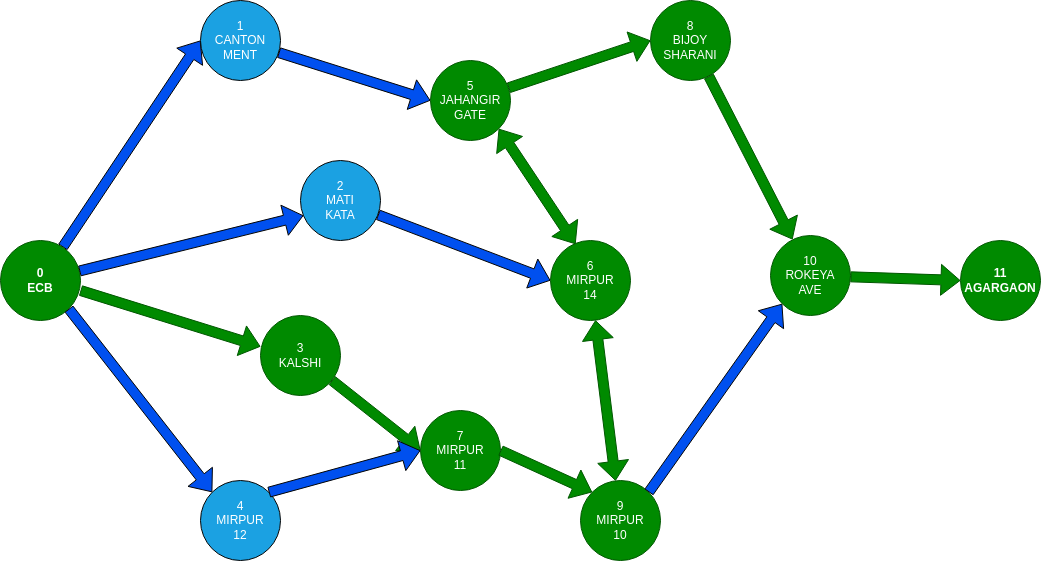 1
CANTON
MENT
8
BIJOY
SHARANI
5
JAHANGIR
GATE
2
MATI
KATA
0
ECB
6
MIRPUR
14
10
ROKEYA
AVE
11
AGARGAON
3
KALSHI
7
MIRPUR
11
4
MIRPUR
12
9
MIRPUR
10